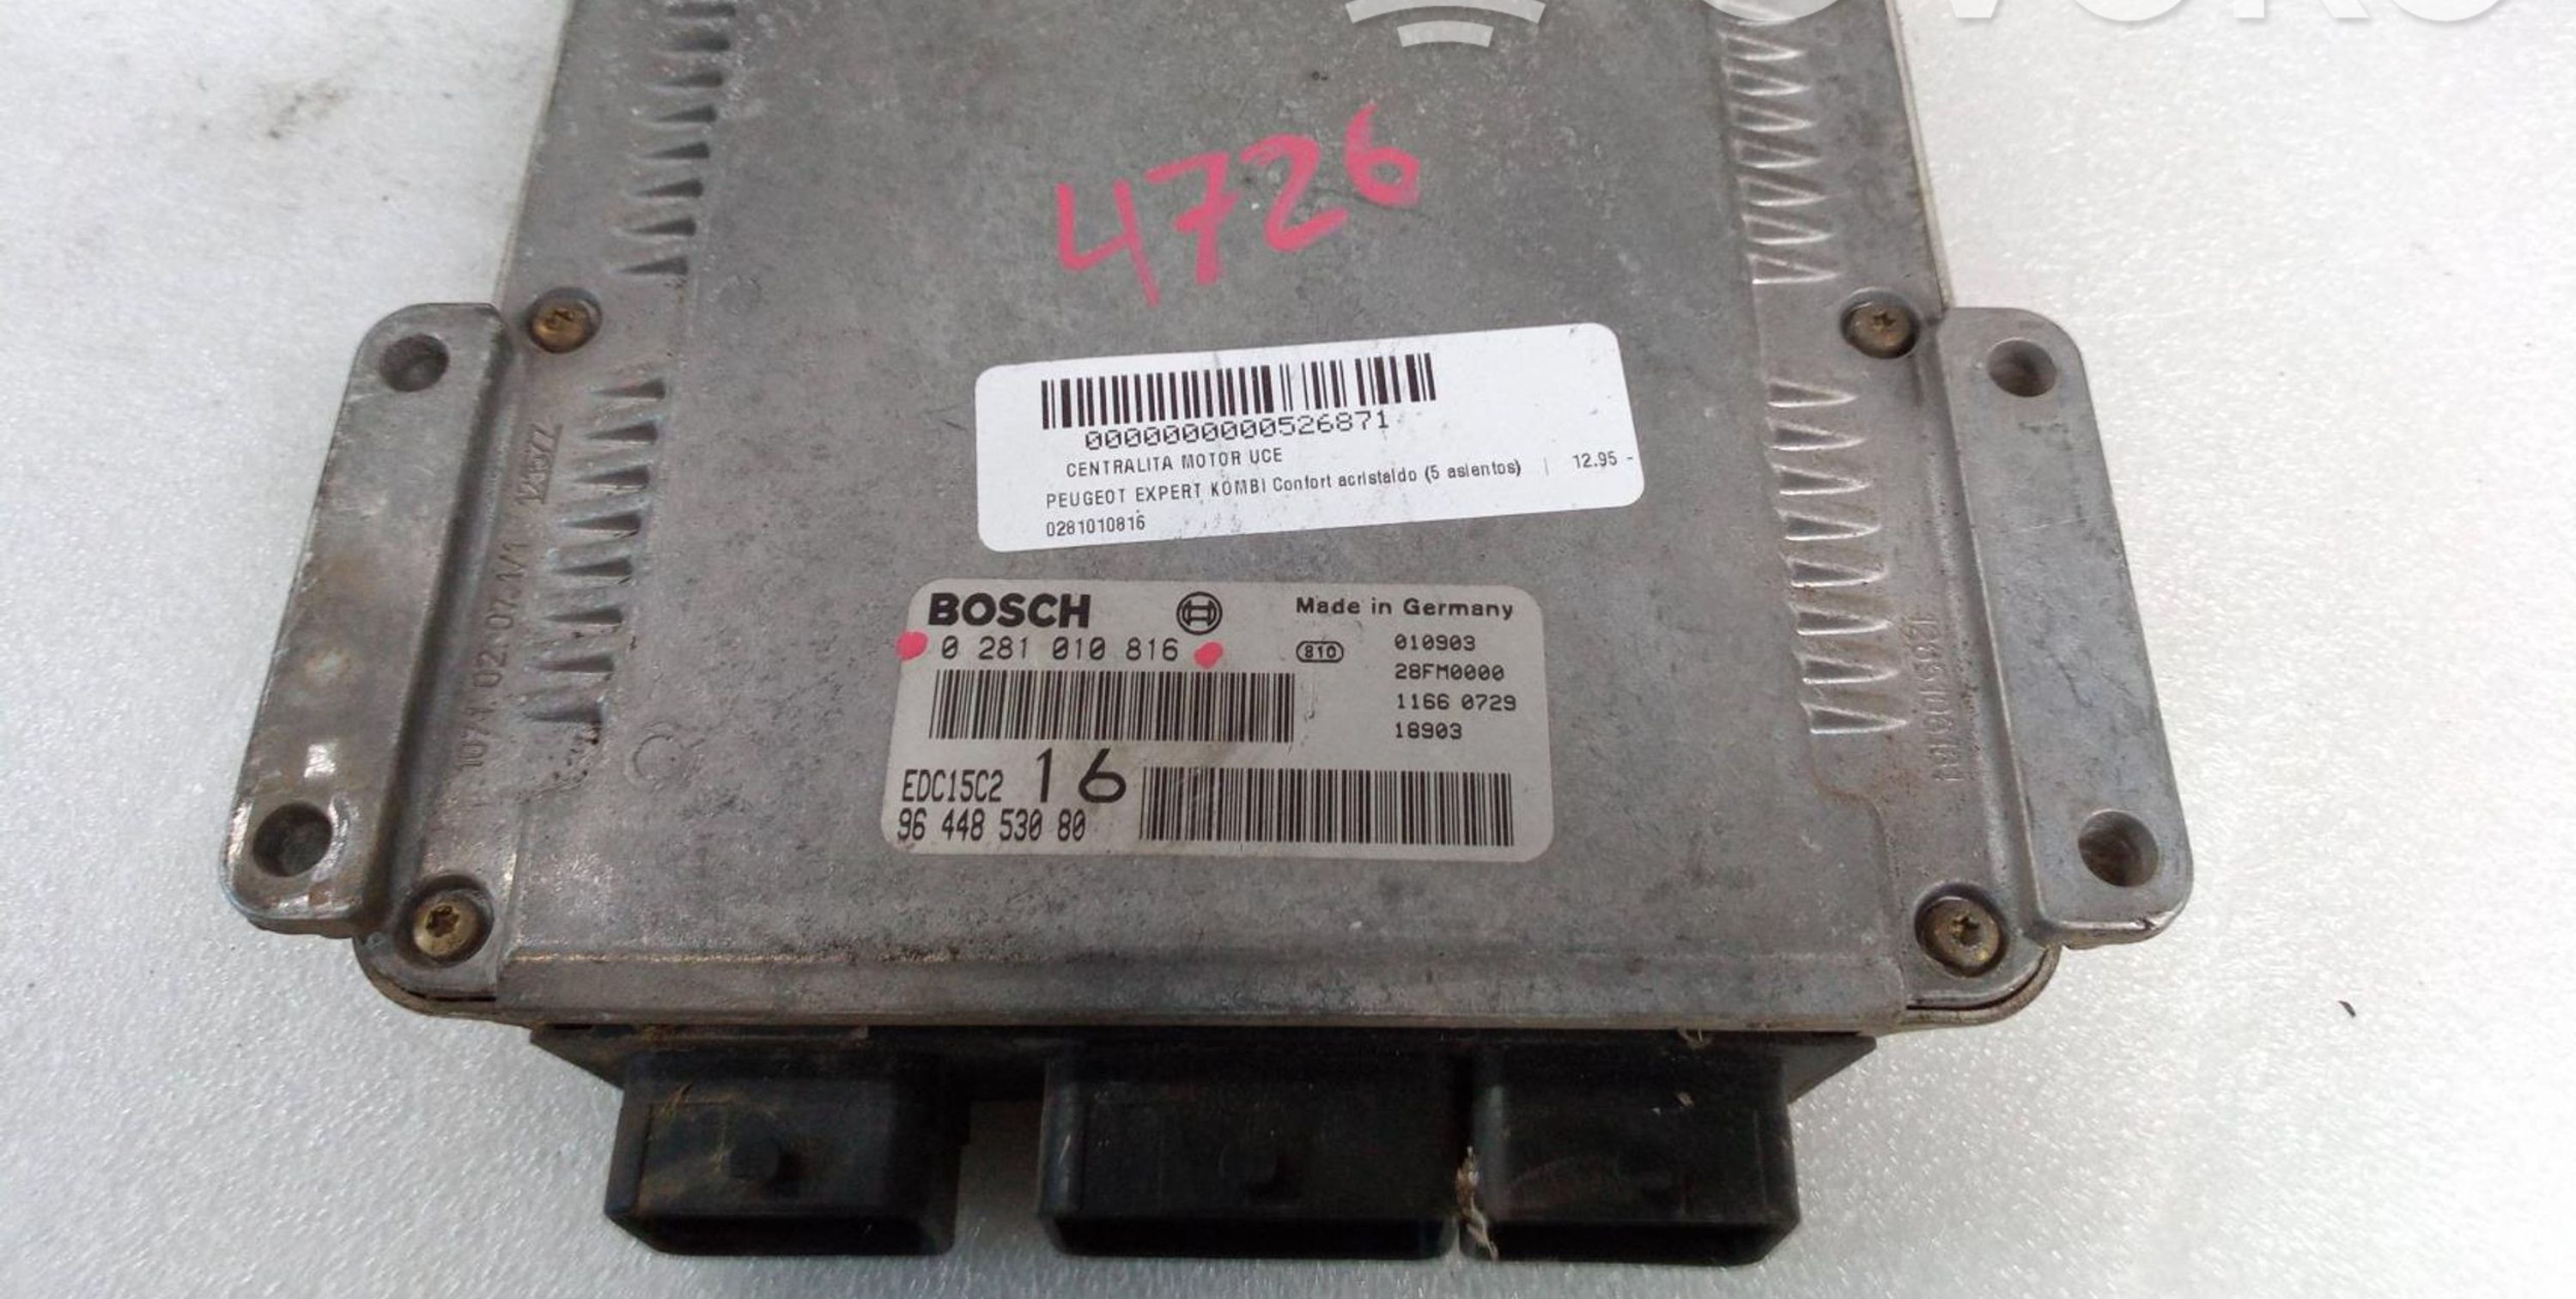 4726
0000000000526871
CENTRALITA MOTOR UCE
PEUGEOT EXPERT KOMBI Confort acristaldo (5 asientos) | 12.95 -
0281010816
BOSCH
Made in Germany
0 281 010 816
810
010903
28FM0000
1166 0729
18903
EDC15C2 16
96 448 530 80